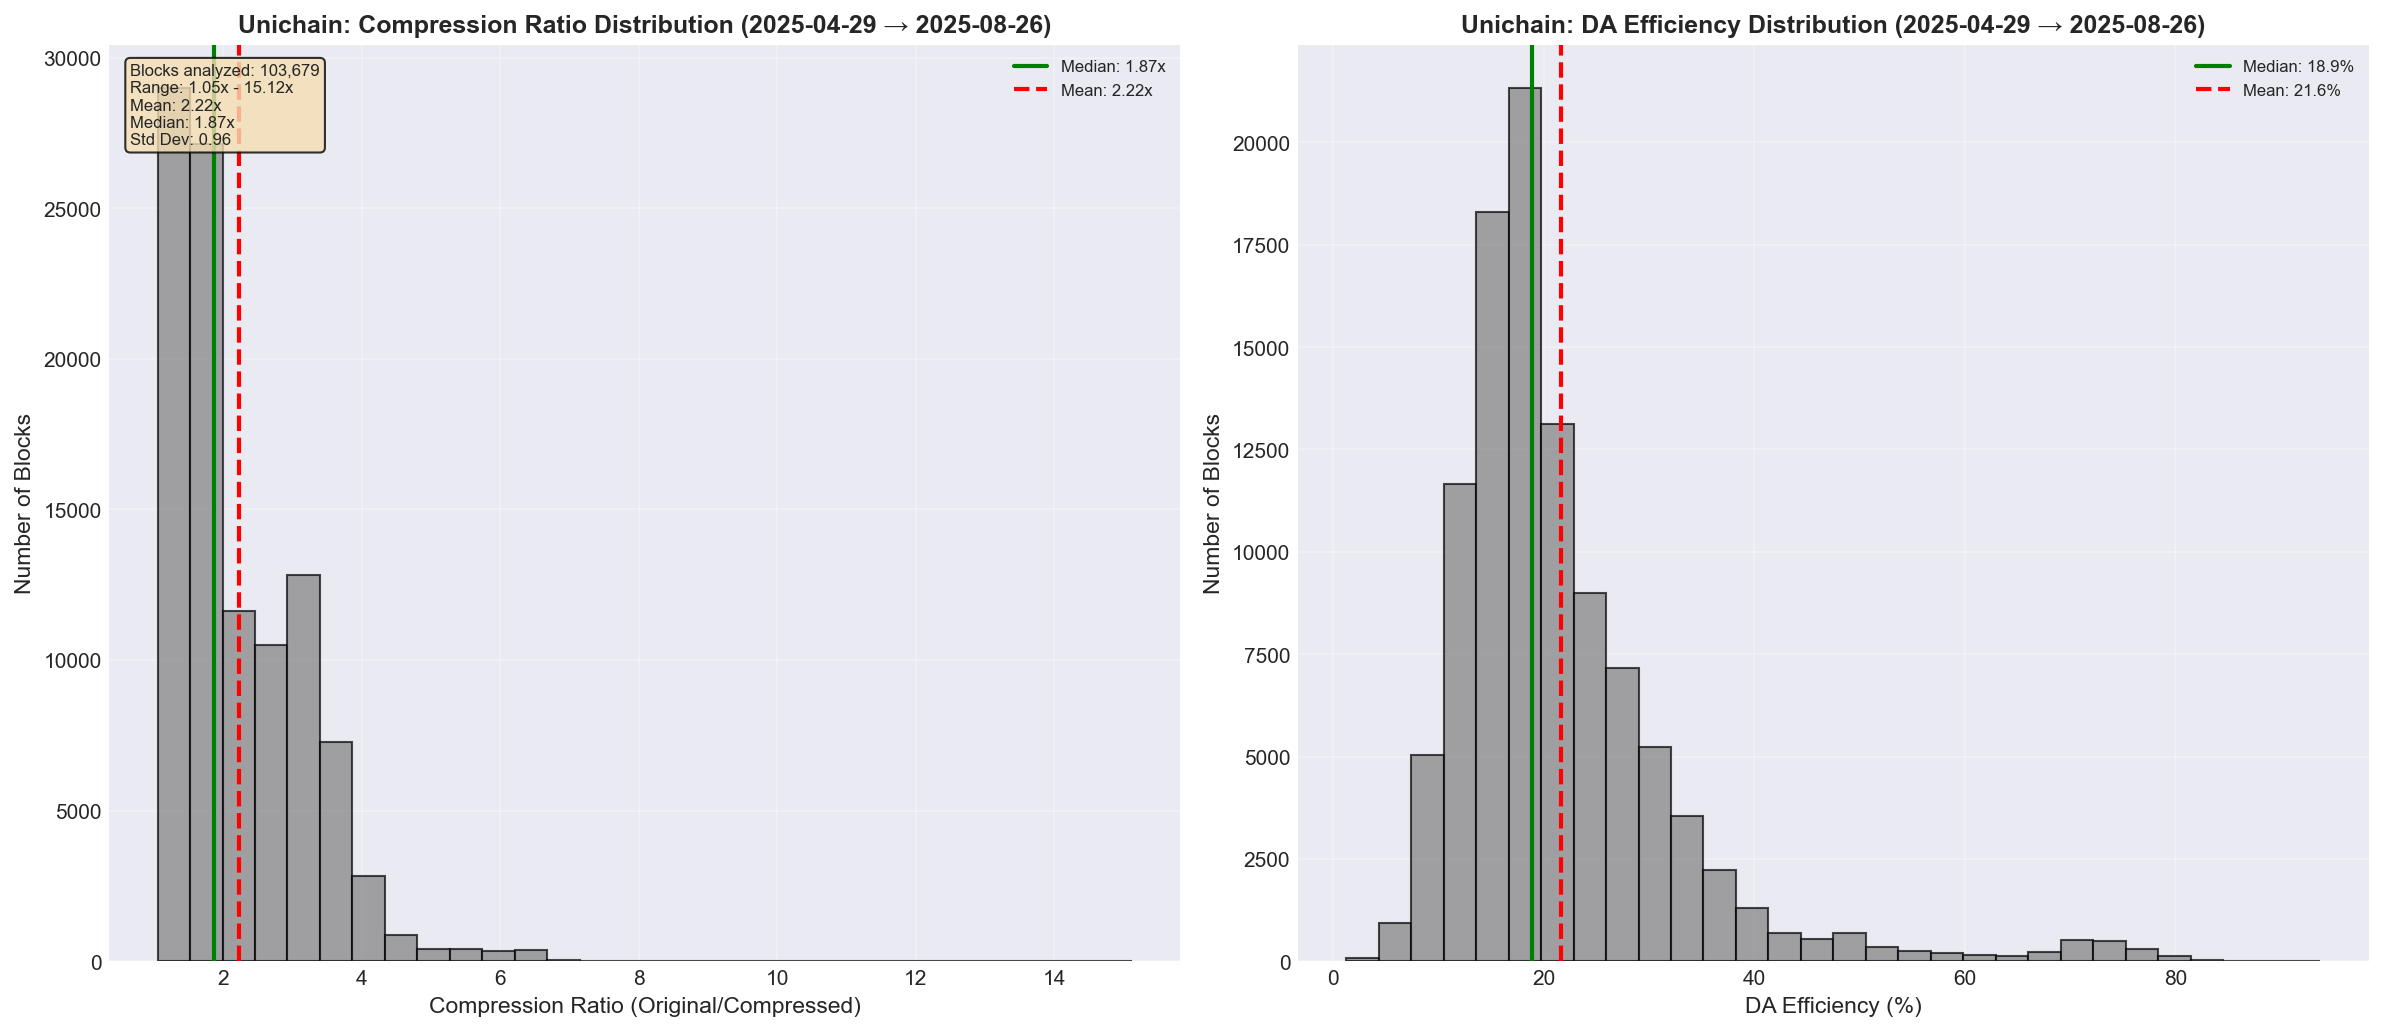 Unichain: Compression Ratio Distribution (2025-04-29 → 2025-08-26)
Blocks analyzed: 103,679
Range: 1.05x - 15.12x
Mean: 2.22x
Median: 1.87x
Std Dev: 0.96
Median: 1.87x
Mean: 2.22x
30000
25000
20000
15000
10000
5000
0
Number of Blocks
2 4 6 8 10 12 14
Compression Ratio (Original/Compressed)
Unichain: DA Efficiency Distribution (2025-04-29 → 2025-08-26)
Median: 18.9%
Mean: 21.6%
20000
17500
15000
12500
10000
7500
5000
2500
0
Number of Blocks
0 20 40 60 80
DA Efficiency (%)